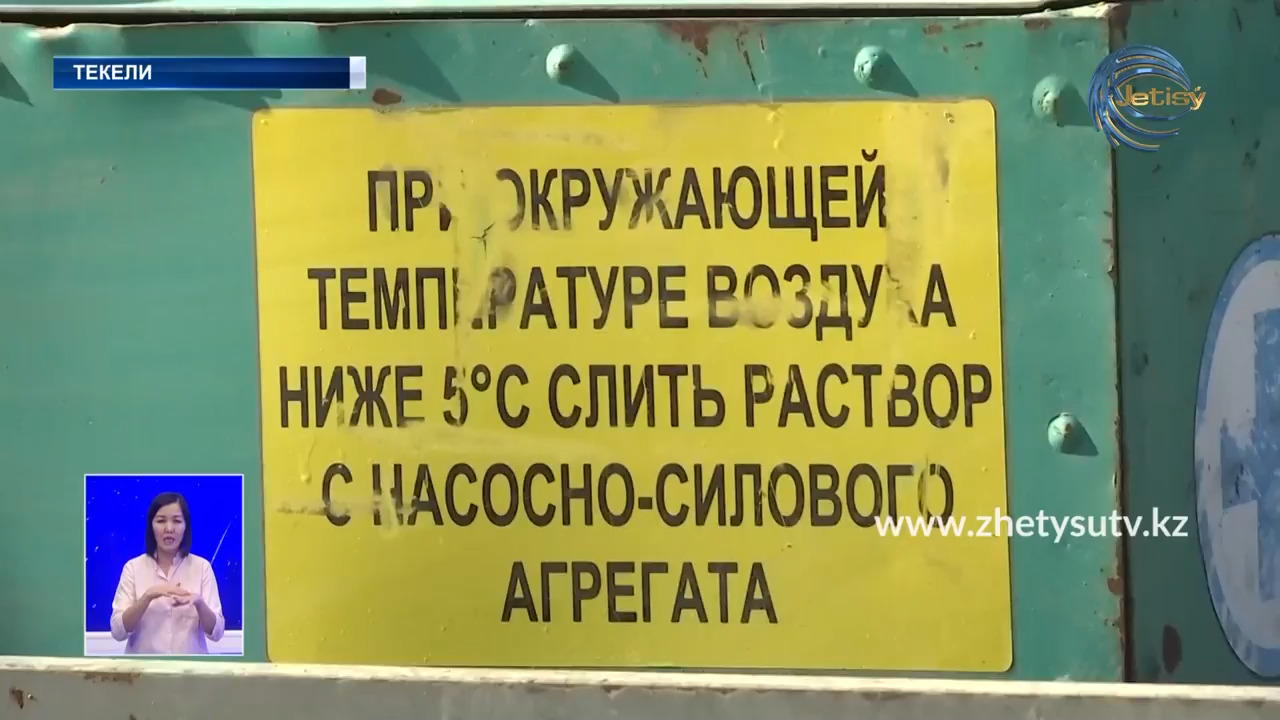 ТЕКЕЛИ
Jetisý
ПРИ ОКРУЖАЮЩЕЙ
ТЕМПЕРАТУРЕ ВОЗДУХА
НИЖЕ 5°С СЛИТЬ РАСТВОР
С НАСОСНО-СИЛОВОГО
АГРЕГАТА
www.zhetysutv.kz